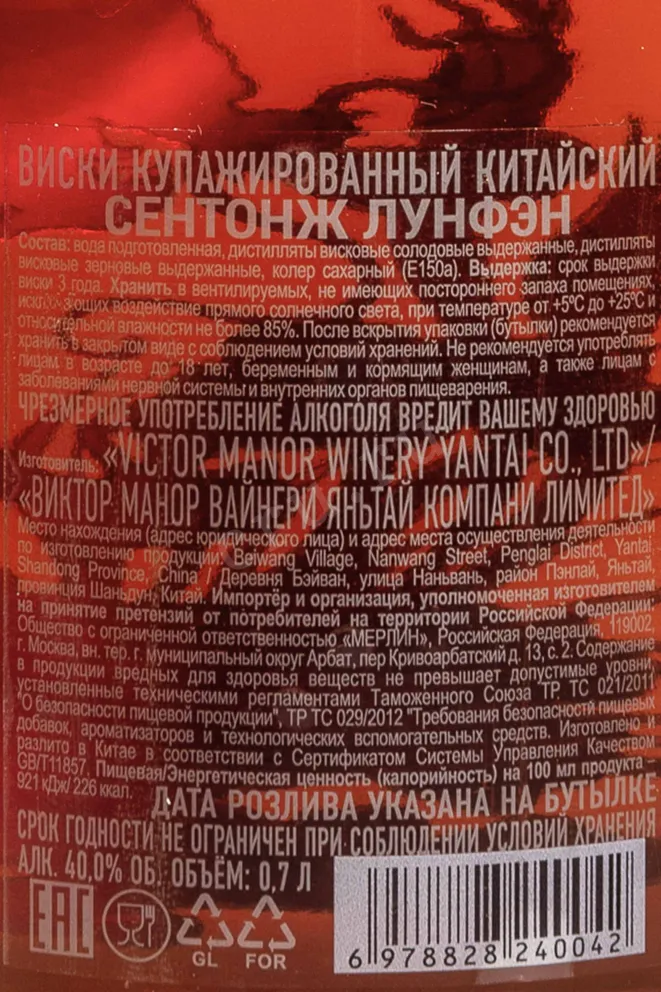 ВИСКИ КУПАЖИРОВАННЫЙ КИТАЙСКИЙ
СЕНТОНЖ ЛУНФЭН
Состав: вода подготовленная, дистилляты висковые солодовые выдержанные, дистилляты
висковые зерновые выдержанные, колер сахарный (Е150а). Выдержка: срок выдержки
виски 3 года. Хранить в вентилируемых, не имеющих постороннего запаха помещениях,
исключающих воздействие прямого солнечного света, при температуре от +5ºC до +25ºC и
относительной влажности не более 85%. После вскрытия упаковки (бутылки) рекомендуется
хранить в закрытом виде с соблюдением условий хранений. Не рекомендуется употреблять
лицам в возрасте до 18 лет, беременным и кормящим женщинам, а также лицам с
заболеваниями нервной системы и внутренних органов пищеварения.
ЧРЕЗМЕРНОЕ УПОТРЕБЛЕНИЕ АЛКОГОЛЯ ВРЕДИТ ВАШЕМУ ЗДОРОВЬЮ
Изготовитель: «VICTOR MANOR WINERY YANTAI CO., LTD»/
«ВИКТОР МАНОР ВАЙНЕРИ ЯНЬТАЙ КОМПАНИ ЛИМИТЕД»
Место нахождения (адрес юридического лица) и адрес места осуществления деятельности
по изготовлению продукции: Beiwang Village, Nanwang Street, Penglai District, Yantai,
Shandong Province, China / Деревня Бэйван, улица Наньвань, район Пэнлай, Яньтай,
провинция Шаньдун, Китай. Импортёр и организация, уполномоченная изготовителем
на принятие претензий от потребителей на территории Российской Федерации:
Общество с ограниченной ответственностью «МЕРЛИН», Российская Федерация, 119002,
г. Москва, вн. тер. г. Муниципальный округ Арбат, пер Кривоарбатский д. 13, с. 2. Содержание
в продукции вредных для здоровья веществ не превышает допустимые уровни,
установленные техническими регламентами Таможенного Союза "ТР ТС 021/2011
"О безопасности пищевой продукции", ТР ТС 029/2012 "Требования безопасности пищевых
добавок, ароматизаторов и технологических вспомогательных средств. Изготовлено и
разлито в Китае в соответствии с Сертификатом Системы Управления Качеством
GB/T11857. Пищевая/Энергетическая ценность (калорийность) на 100 мл продукта –
921 кДж/ 226 ккал.
ДАТА РОЗЛИВА УКАЗАНА НА БУТЫЛКЕ
СРОК ГОДНОСТИ НЕ ОГРАНИЧЕН ПРИ СОБЛЮДЕНИИ УСЛОВИЙ ХРАНЕНИЯ
АЛК. 40,0% ОБ. ОБЪЁМ: 0,7 Л
EAC
GL FOR
6 978828 240042